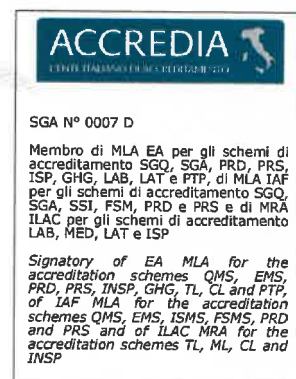 ACCREDIA
L'ENTE ITALIANO DI ACCREDITAMENTO
SGA N° 0007 D
Membro di MLA EA per gli schemi di
accreditamento SGQ, SGA, PRD, PRS,
ISP, GHG, LAB, LAT e PTP, di MLA IAF
per gli schemi di accreditamento SGQ,
SGA, SSI, FSM, PRD e PRS e di MRA
ILAC per gli schemi di accreditamento
LAB, MED, LAT e ISP
Signatory of EA MLA for the
accreditation schemes QMS, EMS,
PRD, PRS, INSP, GHG, TL, CL and PTP,
of IAF MLA for the accreditation
schemes QMS, EMS, ISMS, FSMS, PRD
and PRS and of ILAC MRA for the
accreditation schemes TL, ML, CL and
INSP